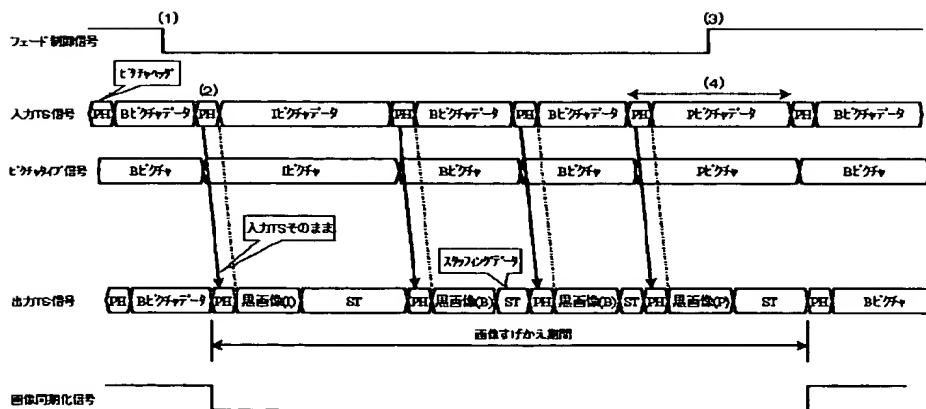 (1) (3)
フェード制御信号
ピクチャヘッダ
(2) (4)
入力TS信号 PH Bピクチャデータ PH Iピクチャデータ PH Bピクチャデータ PH Bピクチャデータ PH Pピクチャデータ PH Bピクチャデータ
ピクチャタイプ信号 Bピクチャ Iピクチャ Bピクチャ Bピクチャ Pピクチャ Bピクチャ
入力TSそのまま
スタッフィングデータ
出力TS信号 PH Bピクチャデータ PH 黒画像(I) ST PH 黒画像(B) ST PH 黒画像(B) ST PH 黒画像(P) ST PH Bピクチャ
画像すげかえ期間
画像同期化信号